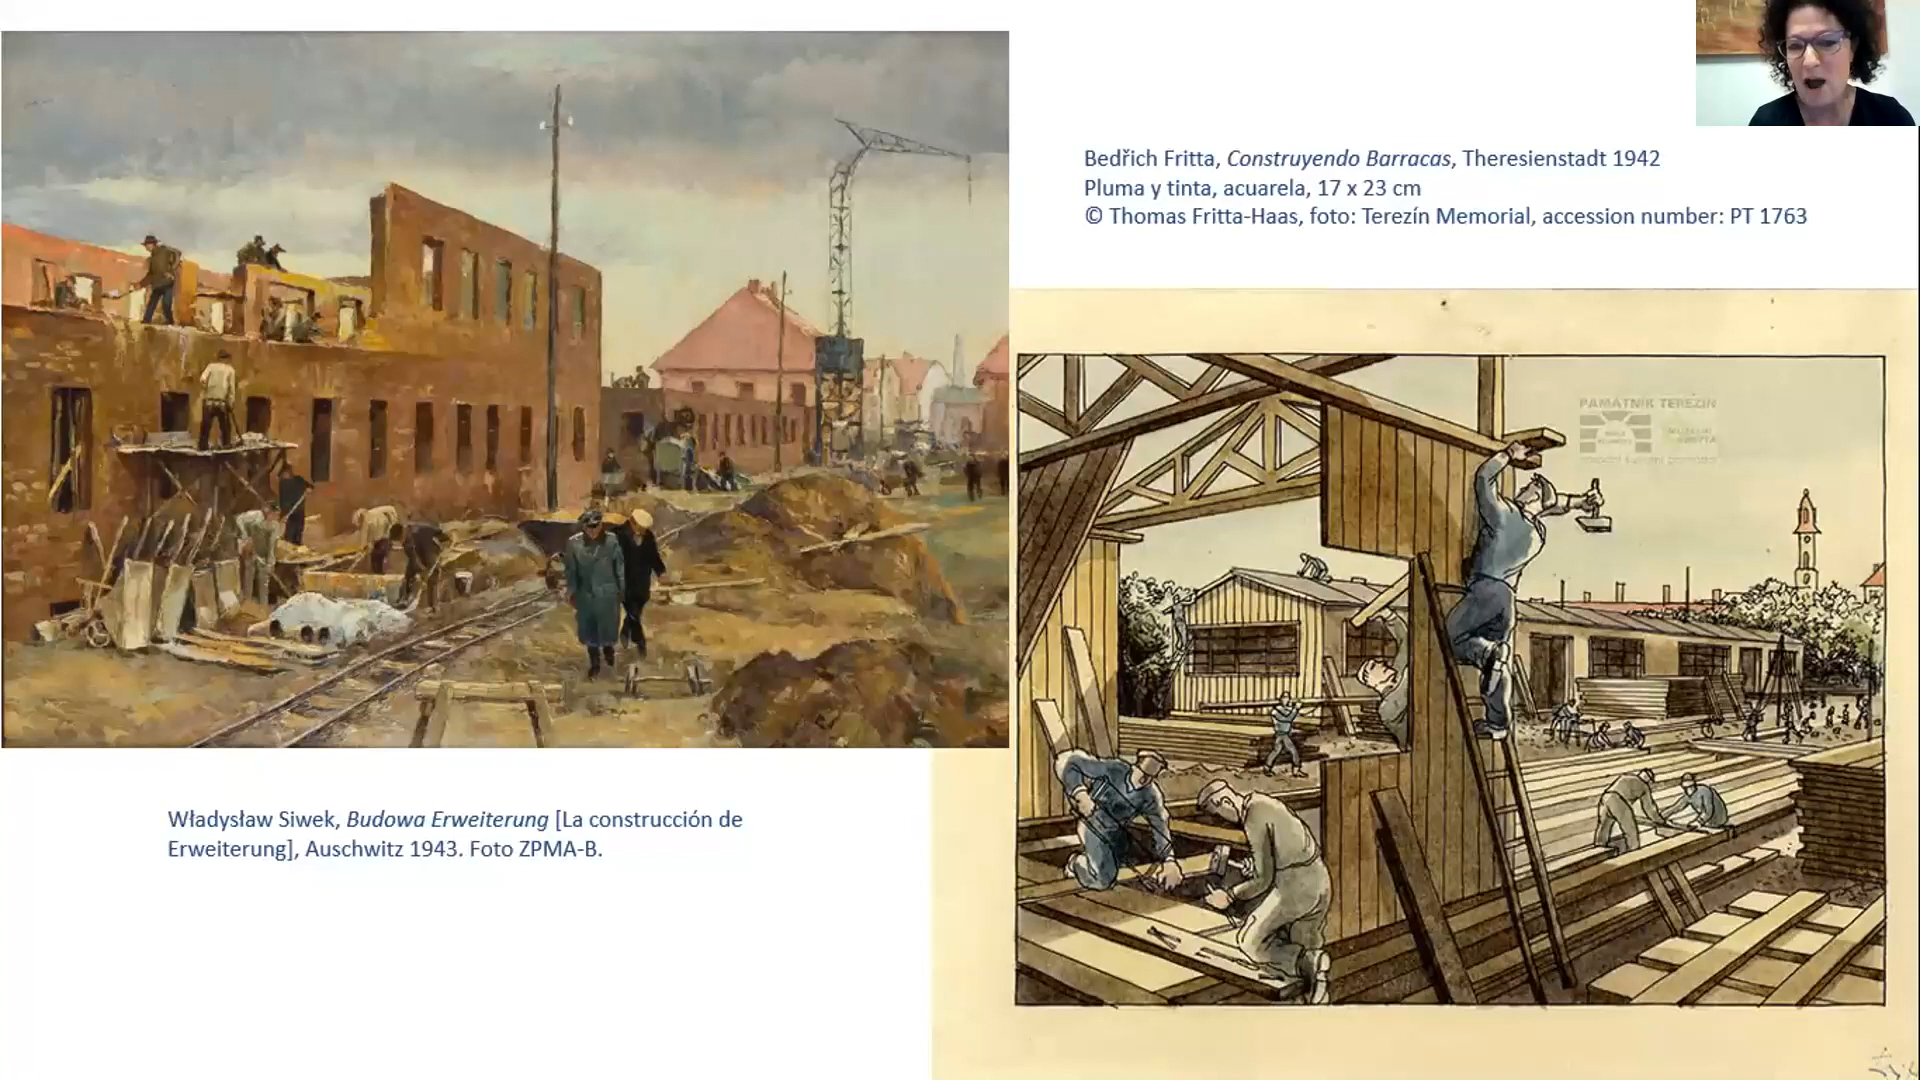 Bedřich Fritta, Construyendo Barracas, Theresienstadt 1942
Pluma y tinta, acuarela, 17 x 23 cm
© Thomas Fritta-Haas, foto: Terezín Memorial, accession number: PT 1763
PAMÁTNÍK TEREZÍN
Władysław Siwek, Budowa Erweiterung [La construcción de
Erweiterung], Auschwitz 1943. Foto ZPMA-B.